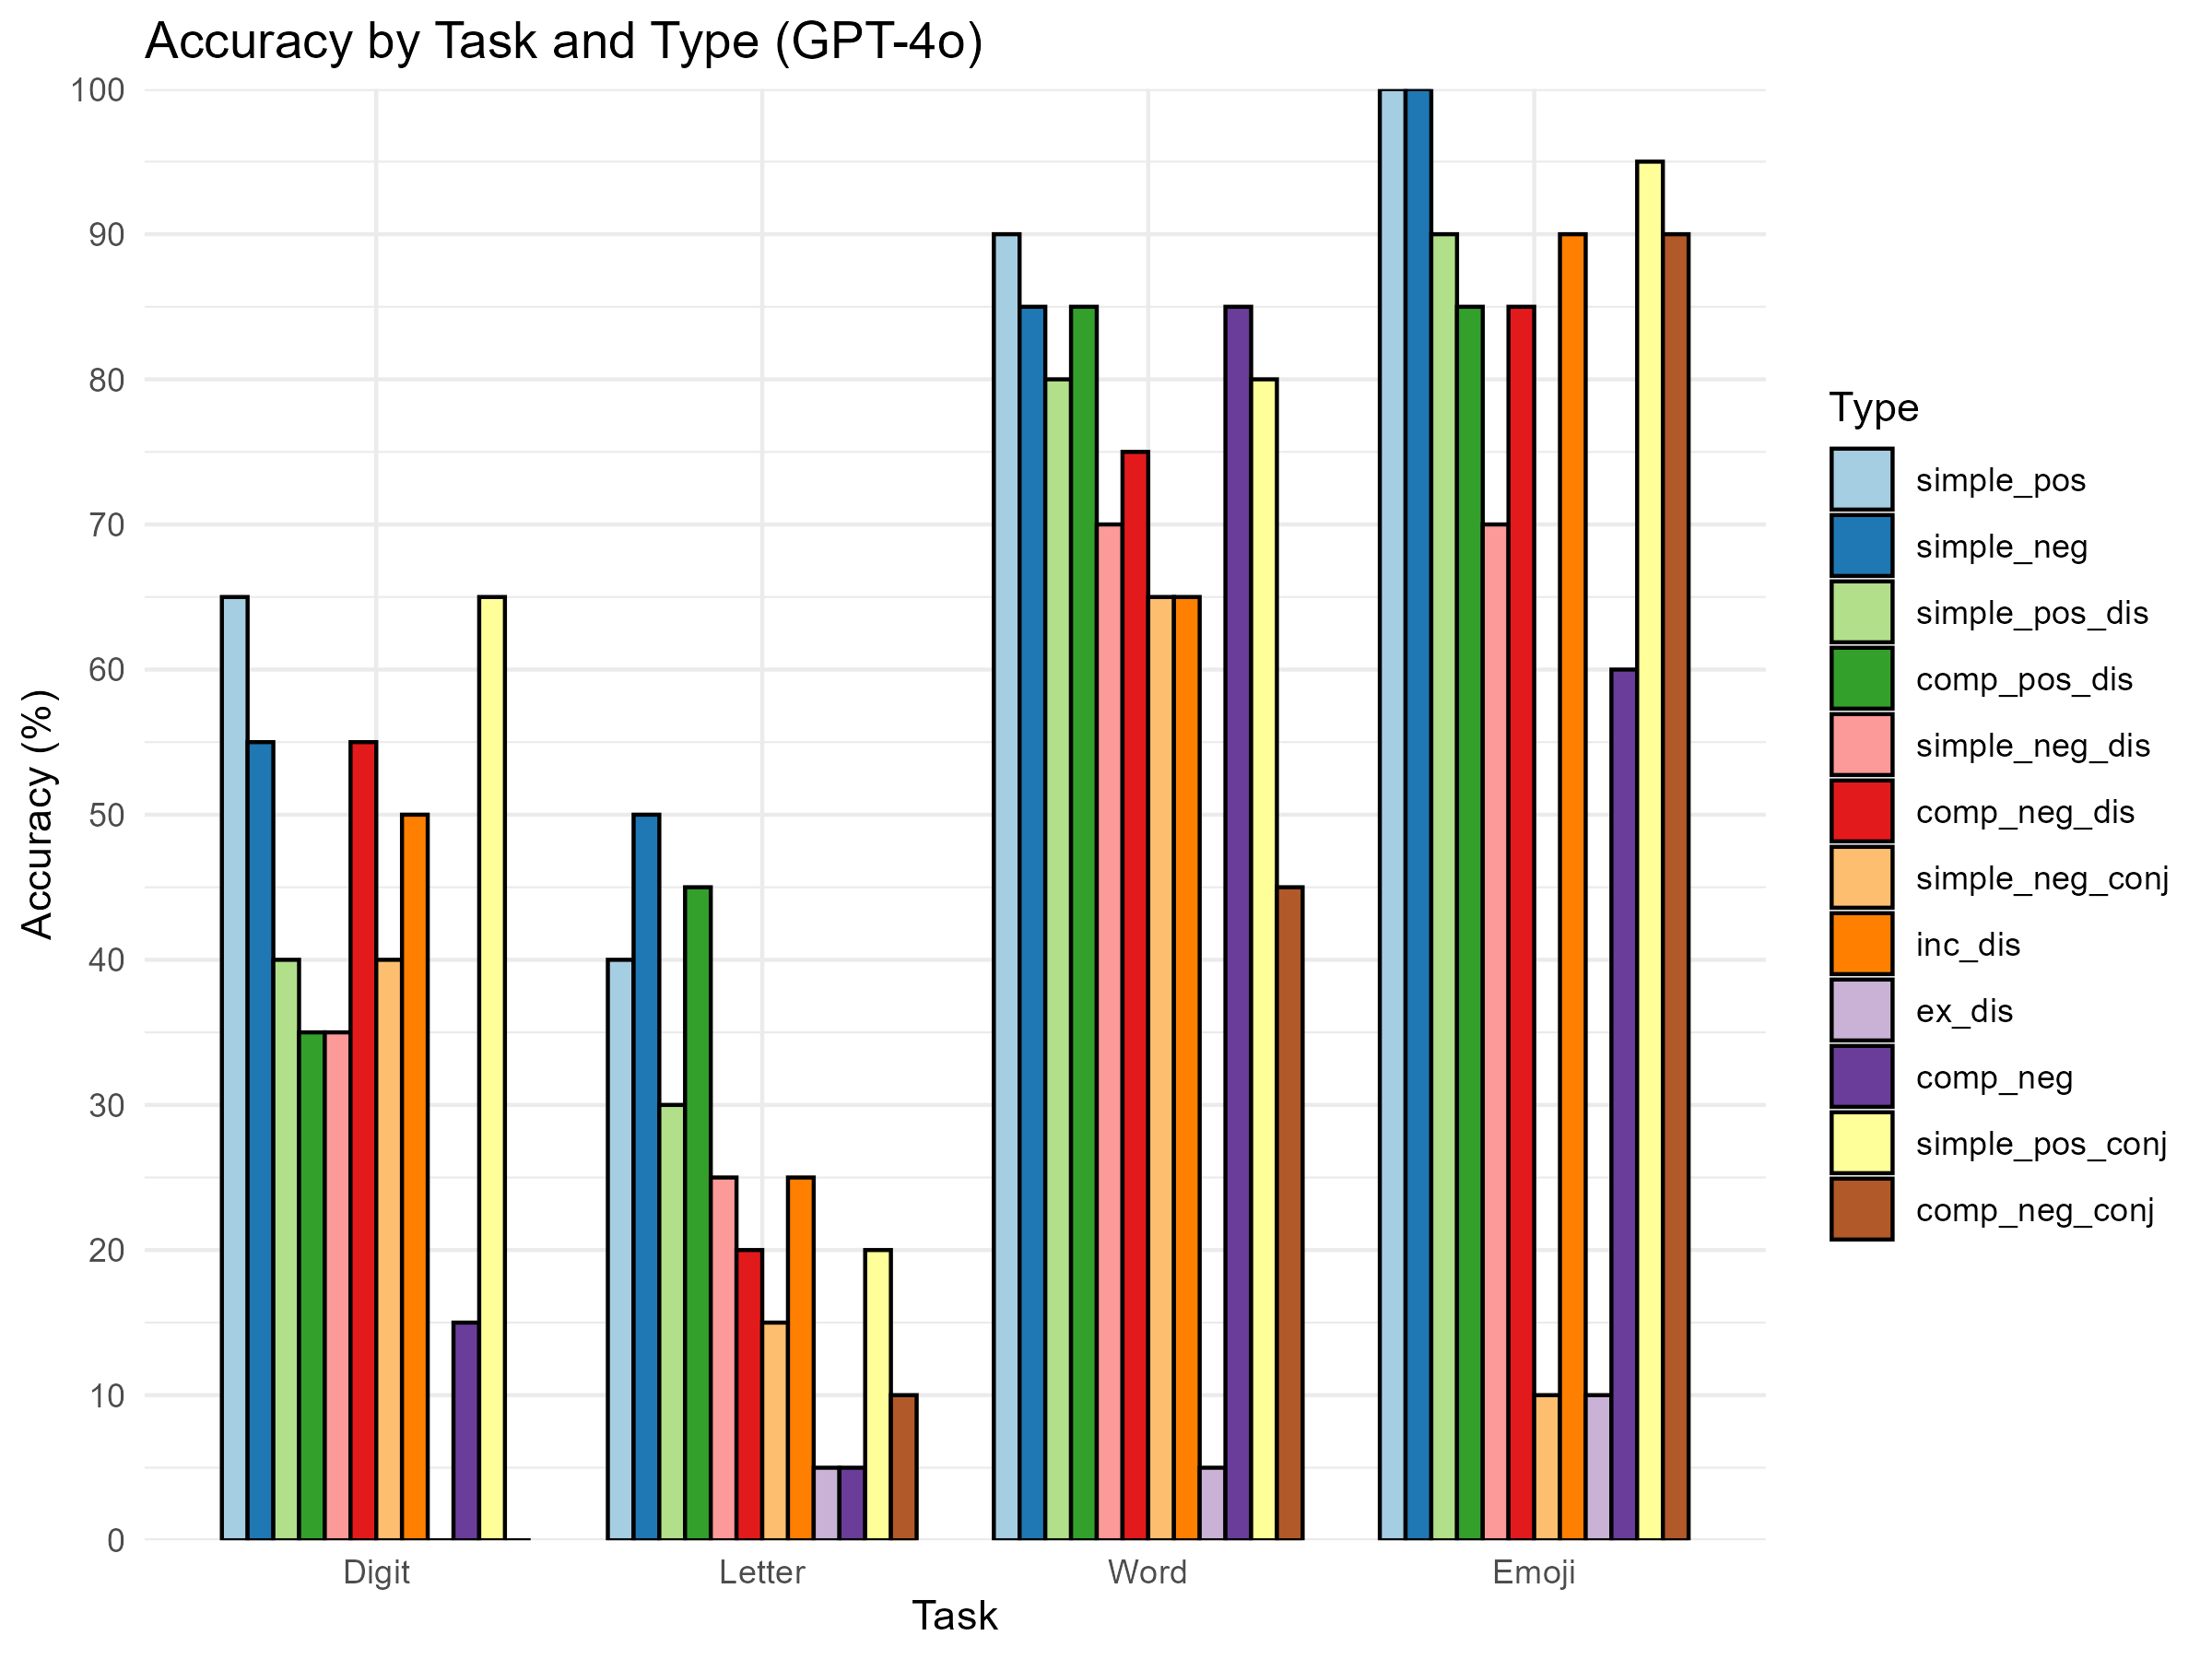 Accuracy by Task and Type (GPT-4o)
100
90
80
70
60
50
40
30
20
10
0
Accuracy (%)
Digit
Letter
Word
Emoji
Task
Type
simple_pos
simple_neg
simple_pos_dis
comp_pos_dis
simple_neg_dis
comp_neg_dis
simple_neg_conj
inc_dis
ex_dis
comp_neg
simple_pos_conj
comp_neg_conj